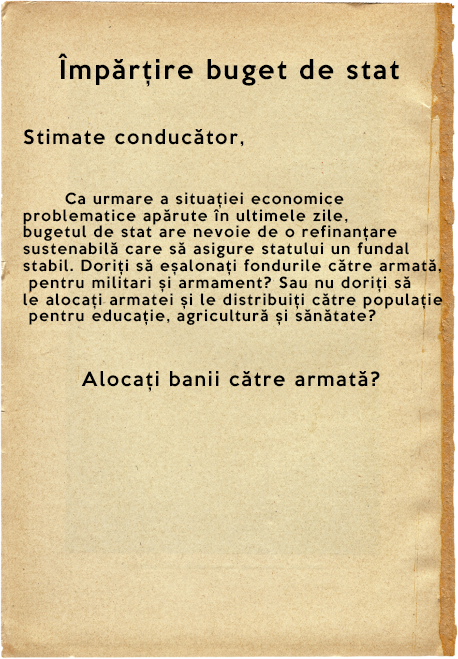 Împărțire buget de stat
Stimate conducător,
Ca urmare a situației economice
problematice apărute în ultimele zile,
bugetul de stat are nevoie de o refinanțare
sustenabilă care să asigure statului un fundal
stabil. Doriți să eșalonați fondurile către armată,
pentru militari și armament? Sau nu doriți să
le alocați armatei și le distribuiți către populație
pentru educație, agricultură și sănătate?
Alocați banii către armată?